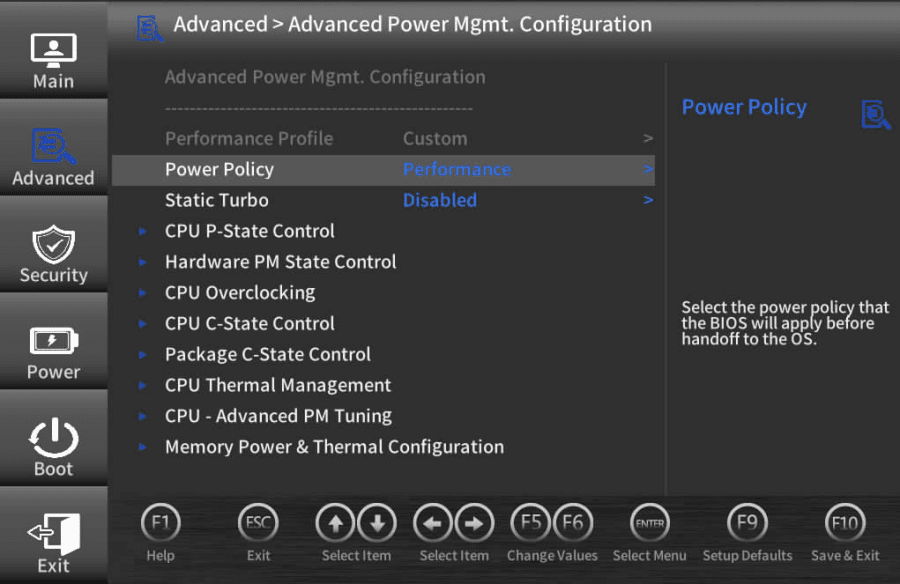 Advanced > Advanced Power Mgmt. Configuration
Main
Advanced
Security
Power
Boot
Exit
Advanced Power Mgmt. Configuration
--------------------------------------------------
Performance Profile Custom >
Power Policy Performance >
Static Turbo Disabled >
CPU P-State Control
Hardware PM State Control
CPU Overclocking
CPU C-State Control
Package C-State Control
CPU Thermal Management
CPU - Advanced PM Tuning
Memory Power & Thermal Configuration
Power Policy
Select the power policy that
the BIOS will apply before
handoff to the OS.
F1 ESC F5 F6 ENTER F9 F10
Help Exit Select Item Select Item Change Values Select Menu Setup Defaults Save & Exit